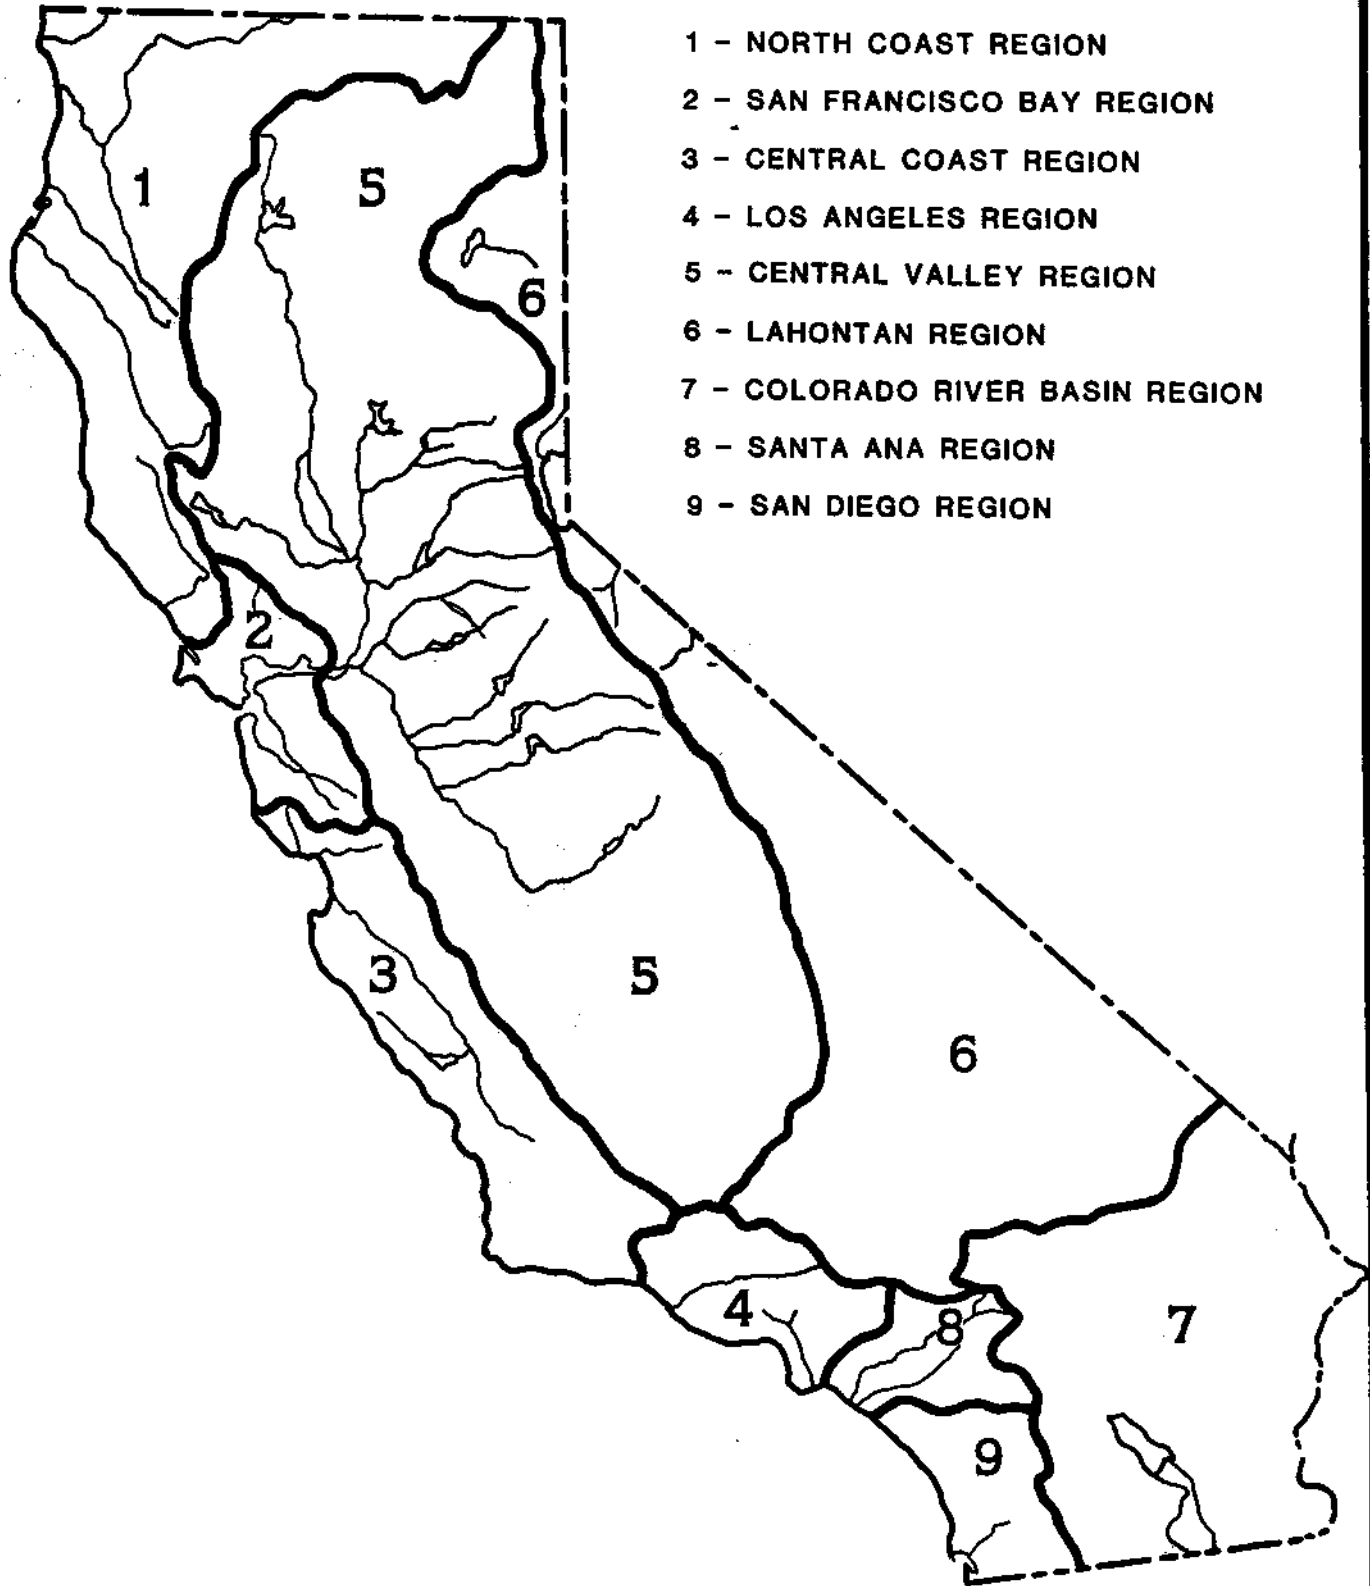 1 - NORTH COAST REGION
2 - SAN FRANCISCO BAY REGION
3 - CENTRAL COAST REGION
4 - LOS ANGELES REGION
5 - CENTRAL VALLEY REGION
6 - LAHONTAN REGION
7 - COLORADO RIVER BASIN REGION
8 - SANTA ANA REGION
9 - SAN DIEGO REGION
1
5
6
2
3
5
6
4
8
7
9